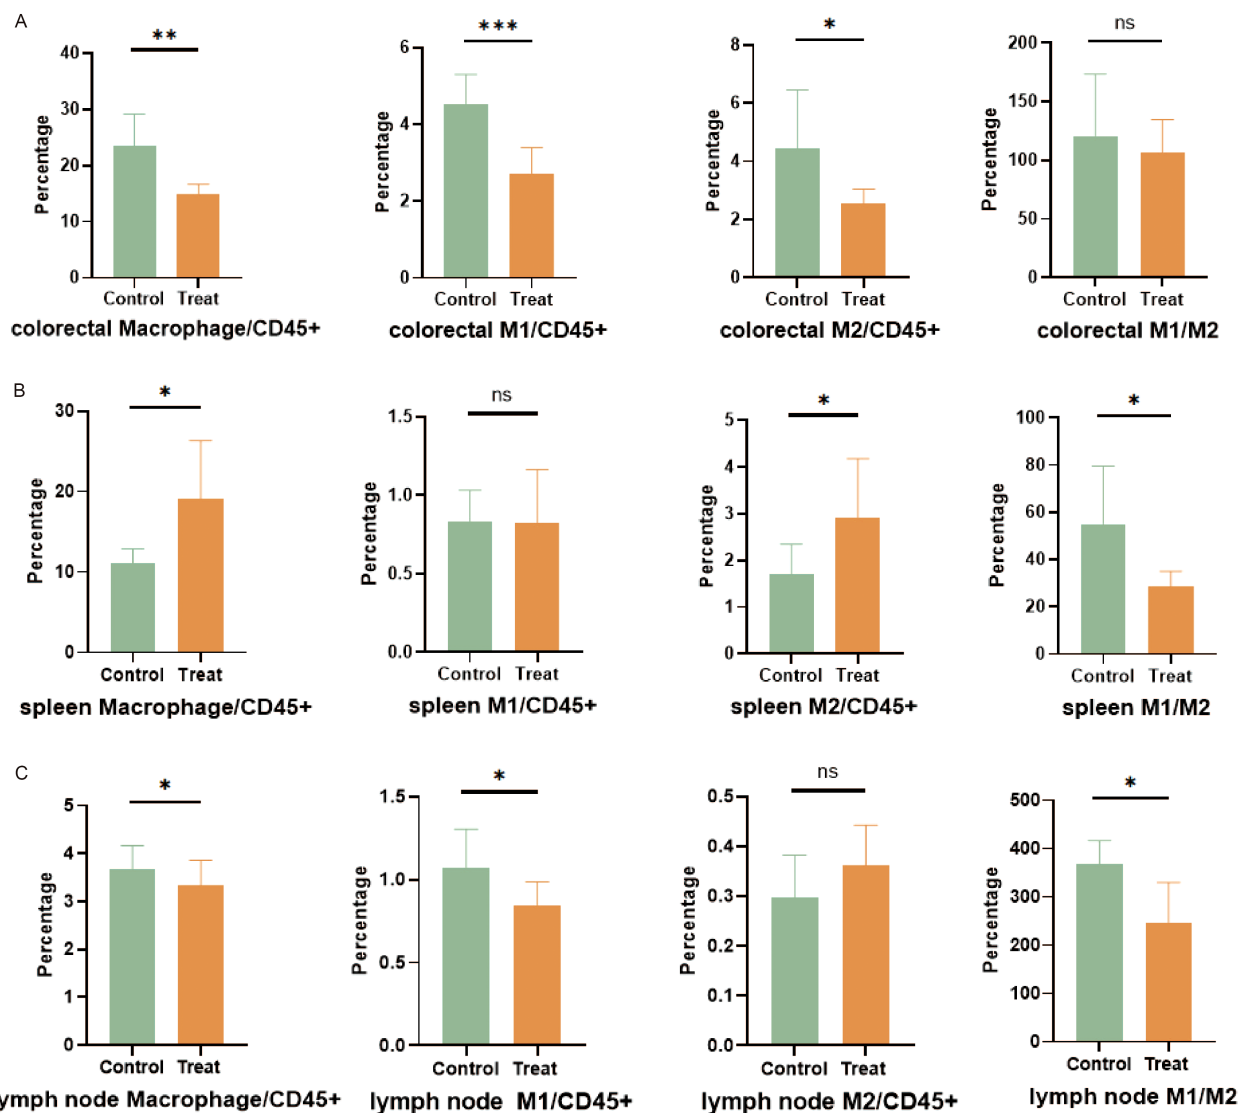 A
** *** * ns
40 30 20 10 0
Percentage
Control Treat
colorectal Macrophage/CD45+
6 4 2 0
Percentage
Control Treat
colorectal M1/CD45+
8 6 4 2 0
Percentage
Control Treat
colorectal M2/CD45+
200 150 100 50 0
Percentage
Control Treat
colorectal M1/M2
B
* ns * *
30 20 10 0
Percentage
Control Treat
spleen Macrophage/CD45+
1.5 1.0 0.5 0.0
Percentage
Control Treat
spleen M1/CD45+
5 4 3 2 1 0
Percentage
Control Treat
spleen M2/CD45+
100 80 60 40 20 0
Percentage
Control Treat
spleen M1/M2
C
* * ns *
5 4 3 2 1 0
Percentage
Control Treat
lymph node Macrophage/CD45+
1.5 1.0 0.5 0.0
Percentage
Control Treat
lymph node M1/CD45+
0.5 0.4 0.3 0.2 0.1 0.0
Percentage
Control Treat
lymph node M2/CD45+
500 400 300 200 100 0
Percentage
Control Treat
lymph node M1/M2